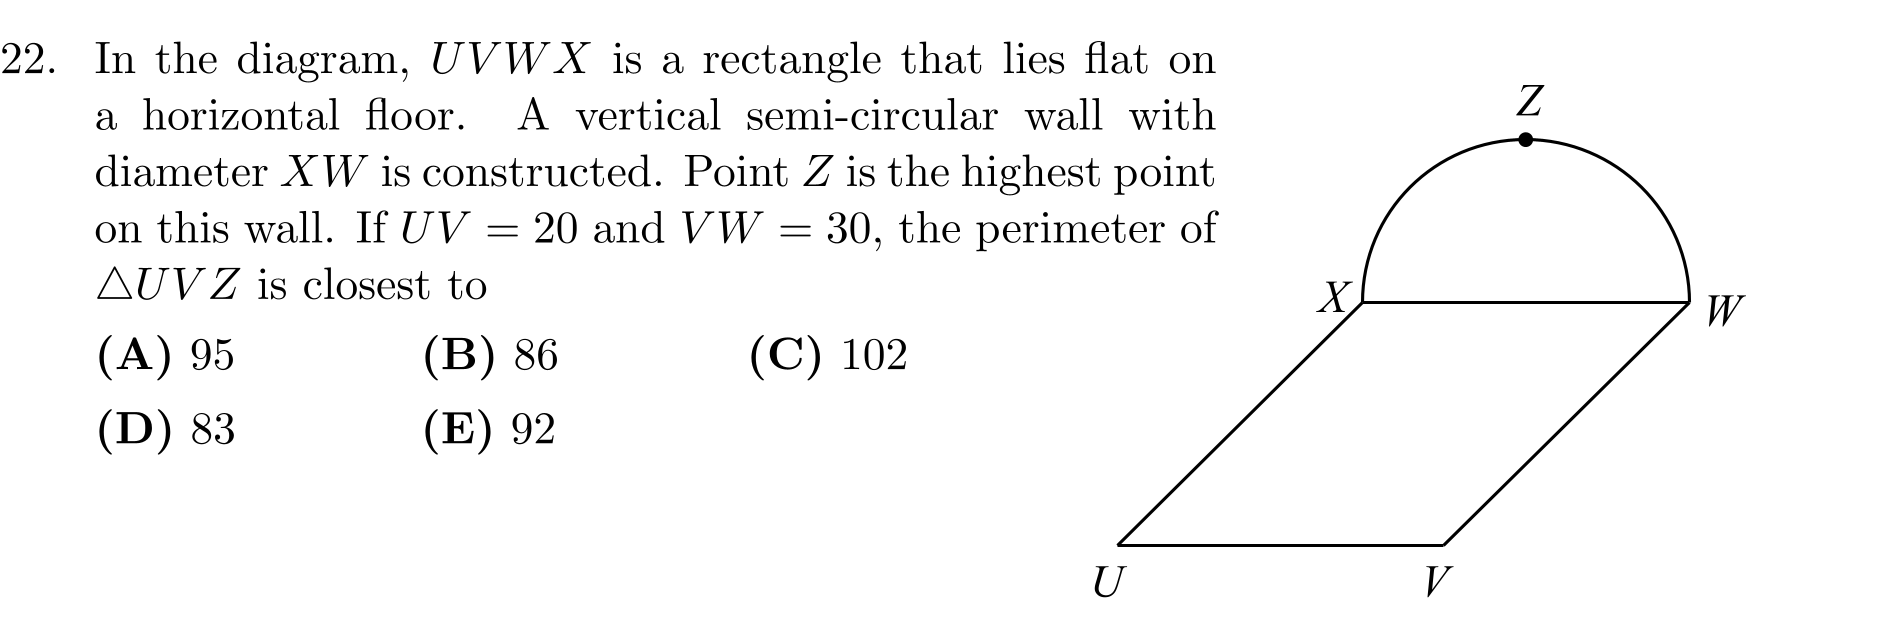 22. In the diagram, UVWX is a rectangle that lies flat on
a horizontal floor. A vertical semi-circular wall with
diameter XW is constructed. Point Z is the highest point
on this wall. If UV = 20 and VW = 30, the perimeter of
△UVZ is closest to
(A) 95 (B) 86 (C) 102
(D) 83 (E) 92
Z
X
W
U
V